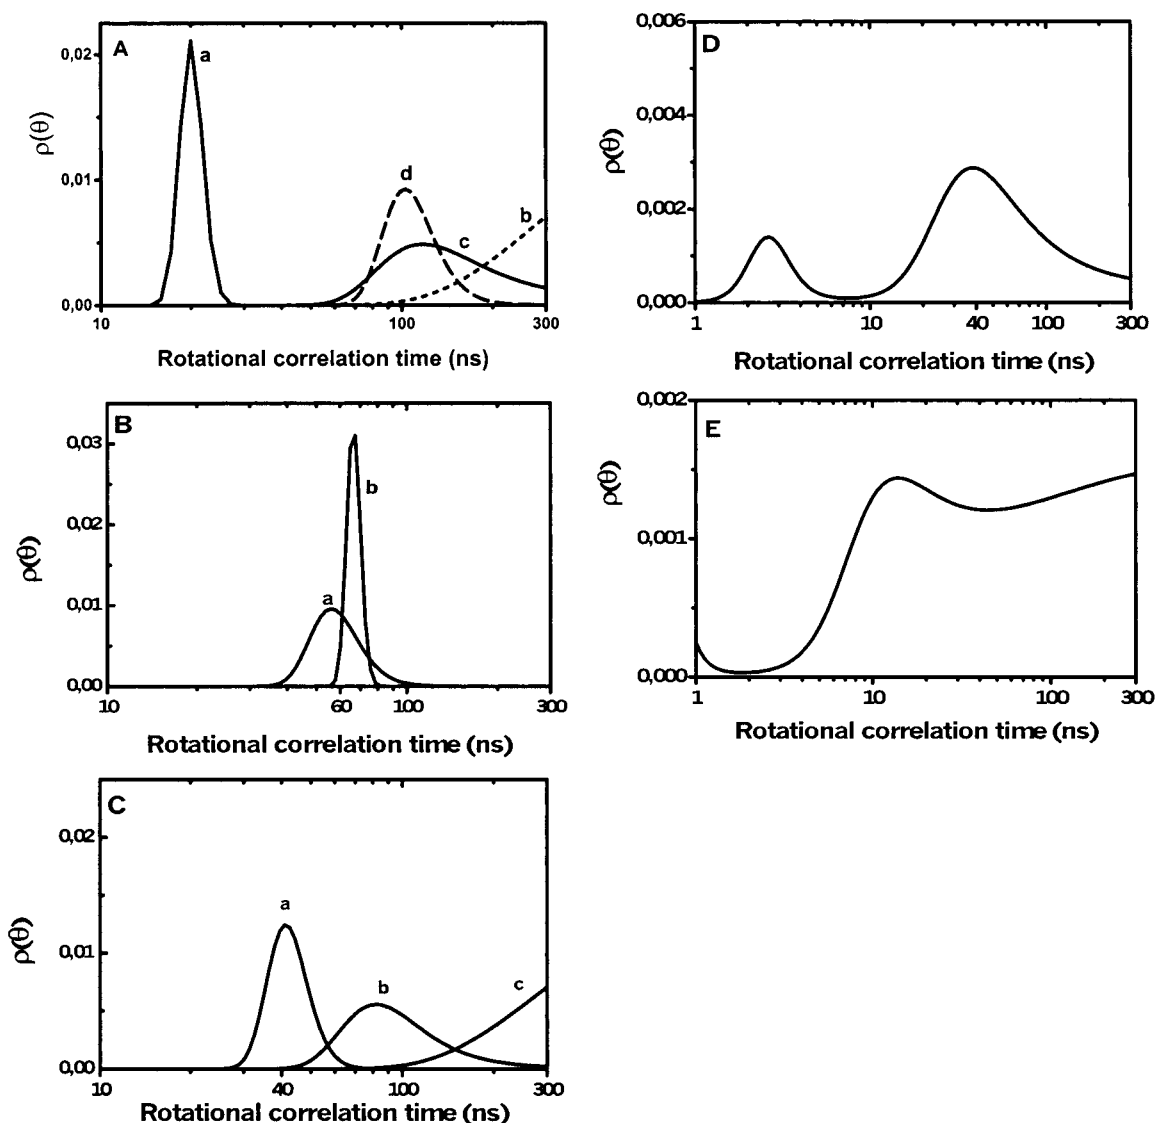 A
a
b
c
d
0,02
0,01
0,00
ρ(θ)
10
100
300
Rotational correlation time (ns)
B
a
b
0,03
0,02
0,01
0,00
ρ(θ)
10
60
100
300
Rotational correlation time (ns)
C
a
b
c
0,02
0,01
0,00
ρ(θ)
10
40
100
300
Rotational correlation time (ns)
D
0,006
0,004
0,002
0,000
ρ(θ)
1
10
40
100
300
Rotational correlation time (ns)
E
0,002
0,001
0,000
ρ(θ)
1
10
100
300
Rotational correlation time (ns)